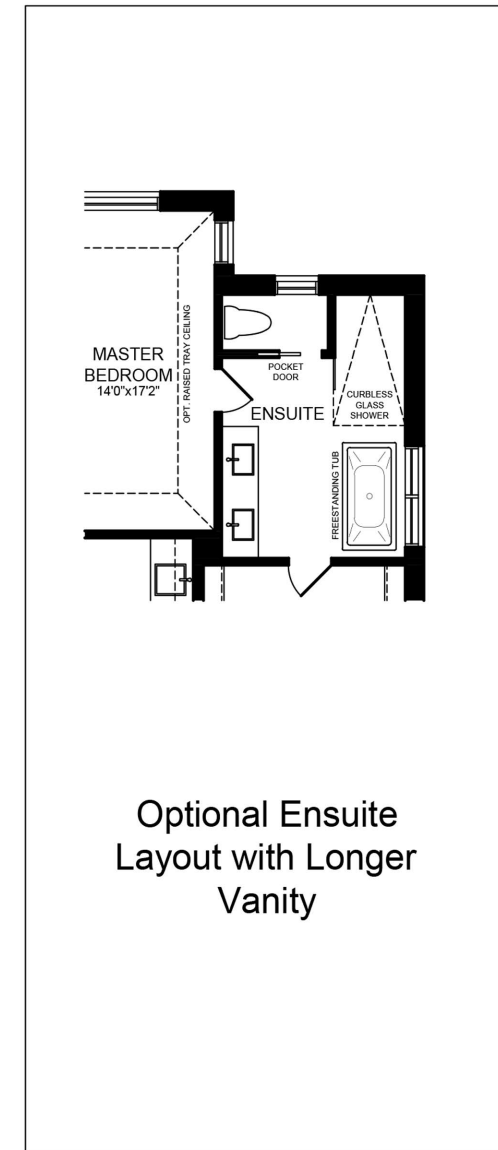 MASTER
BEDROOM
14'0"x17'2"
OPT. RAISED TRAY CEILING
POCKET
DOOR
ENSUITE
CURBLESS
GLASS
SHOWER
FREESTANDING TUB
Optional Ensuite
Layout with Longer
Vanity